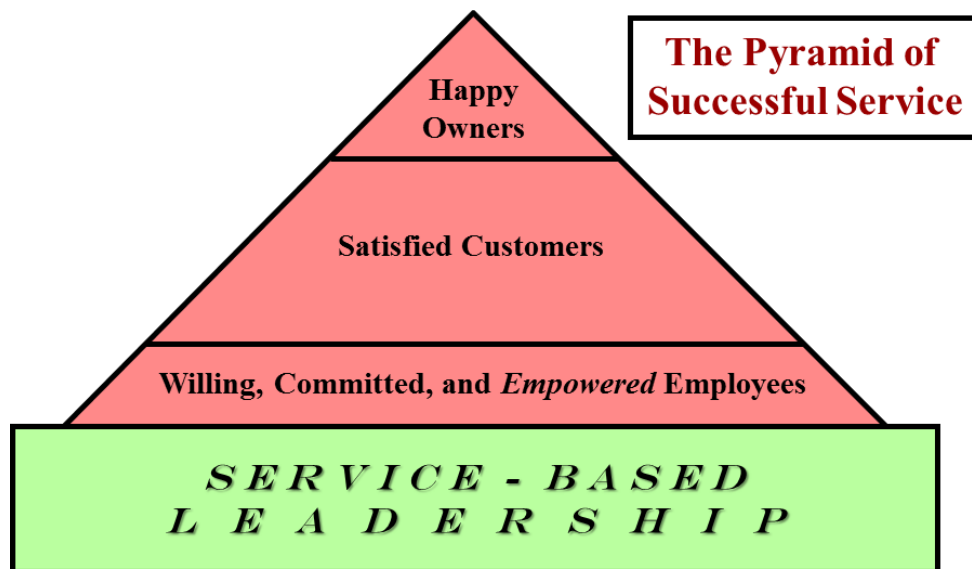 The Pyramid of
Successful Service
Happy
Owners
Satisfied Customers
Willing, Committed, and Empowered Employees
SERVICE - BASED
LEADERSHIP